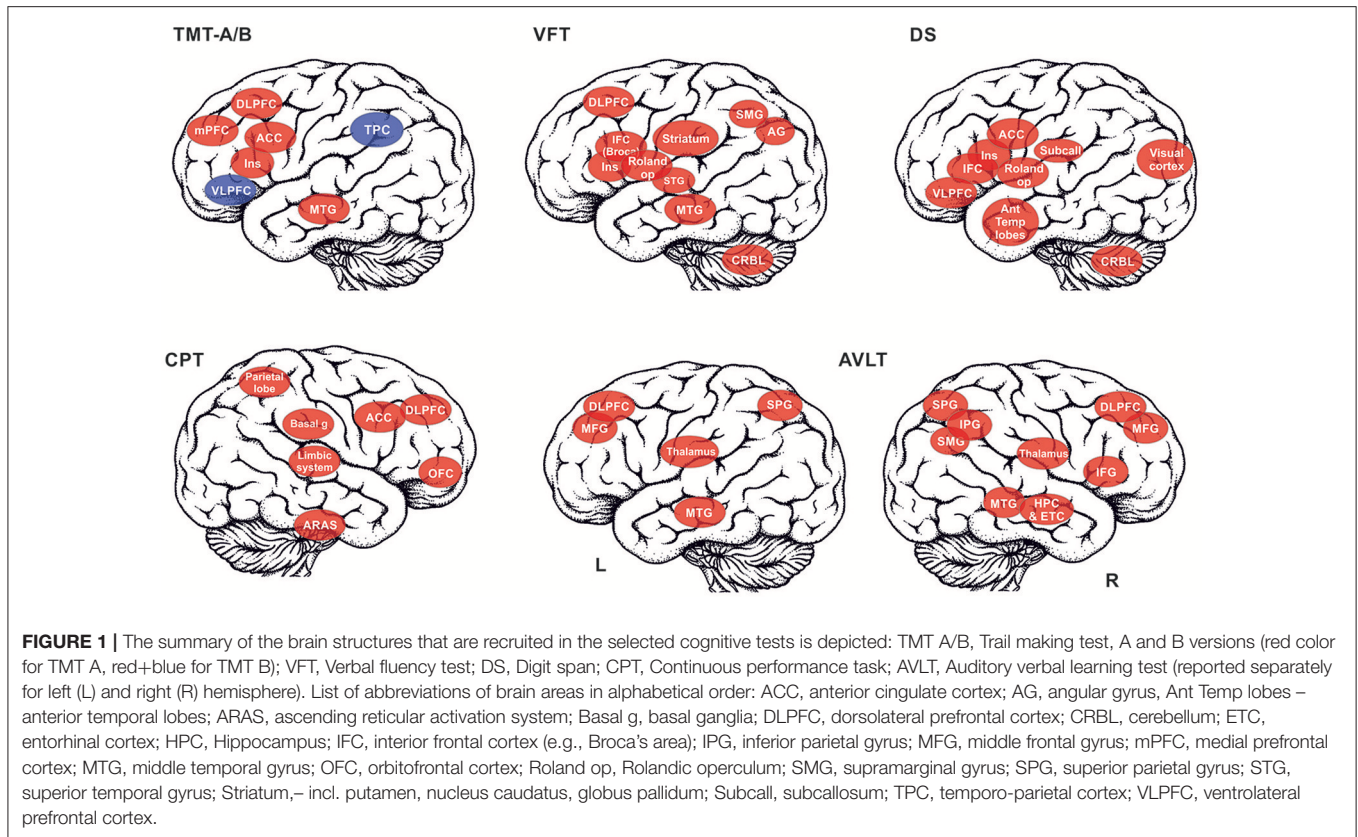 TMT-A/B
DLPFC
mPFC
ACC
TPC
Ins
VLPFC
MTG
VFT
DLPFC
SMG
AG
IFC
(Broca)
Striatum
Ins
Roland
op
STG
MTG
CRBL
DS
ACC
Ins
Subcall
Visual
cortex
IFC
Roland
op
VLPFC
Ant
Temp
lobes
CRBL
CPT
Parietal
lobe
Basal g
ACC
DLPFC
Limbic
system
OFC
ARAS
AVLT
DLPFC
SPG
MFG
Thalamus
MTG
L
SPG
DLPFC
IPG
MFG
SMG
Thalamus
IFG
MTG
HPC
& ETC
R
FIGURE 1 | The summary of the brain structures that are recruited in the selected cognitive tests is depicted: TMT A/B, Trail making test, A and B versions (red color
for TMT A, red+blue for TMT B); VFT, Verbal fluency test; DS, Digit span; CPT, Continuous performance task; AVLT, Auditory verbal learning test (reported separately
for left (L) and right (R) hemisphere). List of abbreviations of brain areas in alphabetical order: ACC, anterior cingulate cortex; AG, angular gyrus, Ant Temp lobes –
anterior temporal lobes; ARAS, ascending reticular activation system; Basal g, basal ganglia; DLPFC, dorsolateral prefrontal cortex; CRBL, cerebellum; ETC,
entorhinal cortex; HPC, Hippocampus; IFC, interior frontal cortex (e.g., Broca's area); IPG, inferior parietal gyrus; MFG, middle frontal gyrus; mPFC, medial prefrontal
cortex; MTG, middle temporal gyrus; OFC, orbitofrontal cortex; Roland op, Rolandic operculum; SMG, supramarginal gyrus; SPG, superior parietal gyrus; STG,
superior temporal gyrus; Striatum,– incl. putamen, nucleus caudatus, globus pallidum; Subcall, subcallosum; TPC, temporo-parietal cortex; VLPFC, ventrolateral
prefrontal cortex.